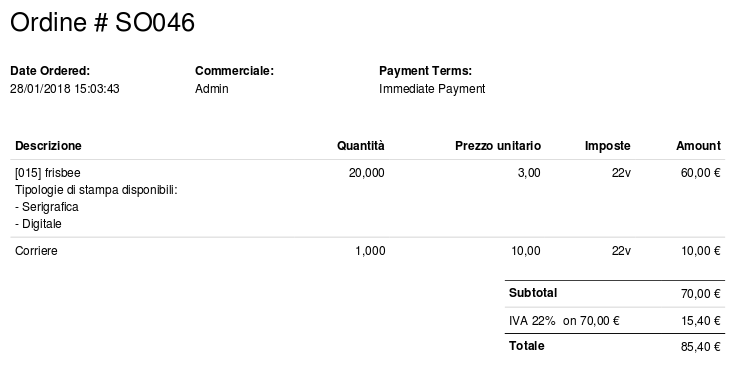 Ordine # SO046
Date Ordered: Commerciale: Payment Terms:
28/01/2018 15:03:43 Admin Immediate Payment
Descrizione Quantità Prezzo unitario Imposte Amount
[015] frisbee 20,000 3,00 22v 60,00 €
Tipologie di stampa disponibili:
- Serigrafica
- Digitale
Corriere 1,000 10,00 22v 10,00 €
Subtotal 70,00 €
IVA 22% on 70,00 € 15,40 €
Totale 85,40 €